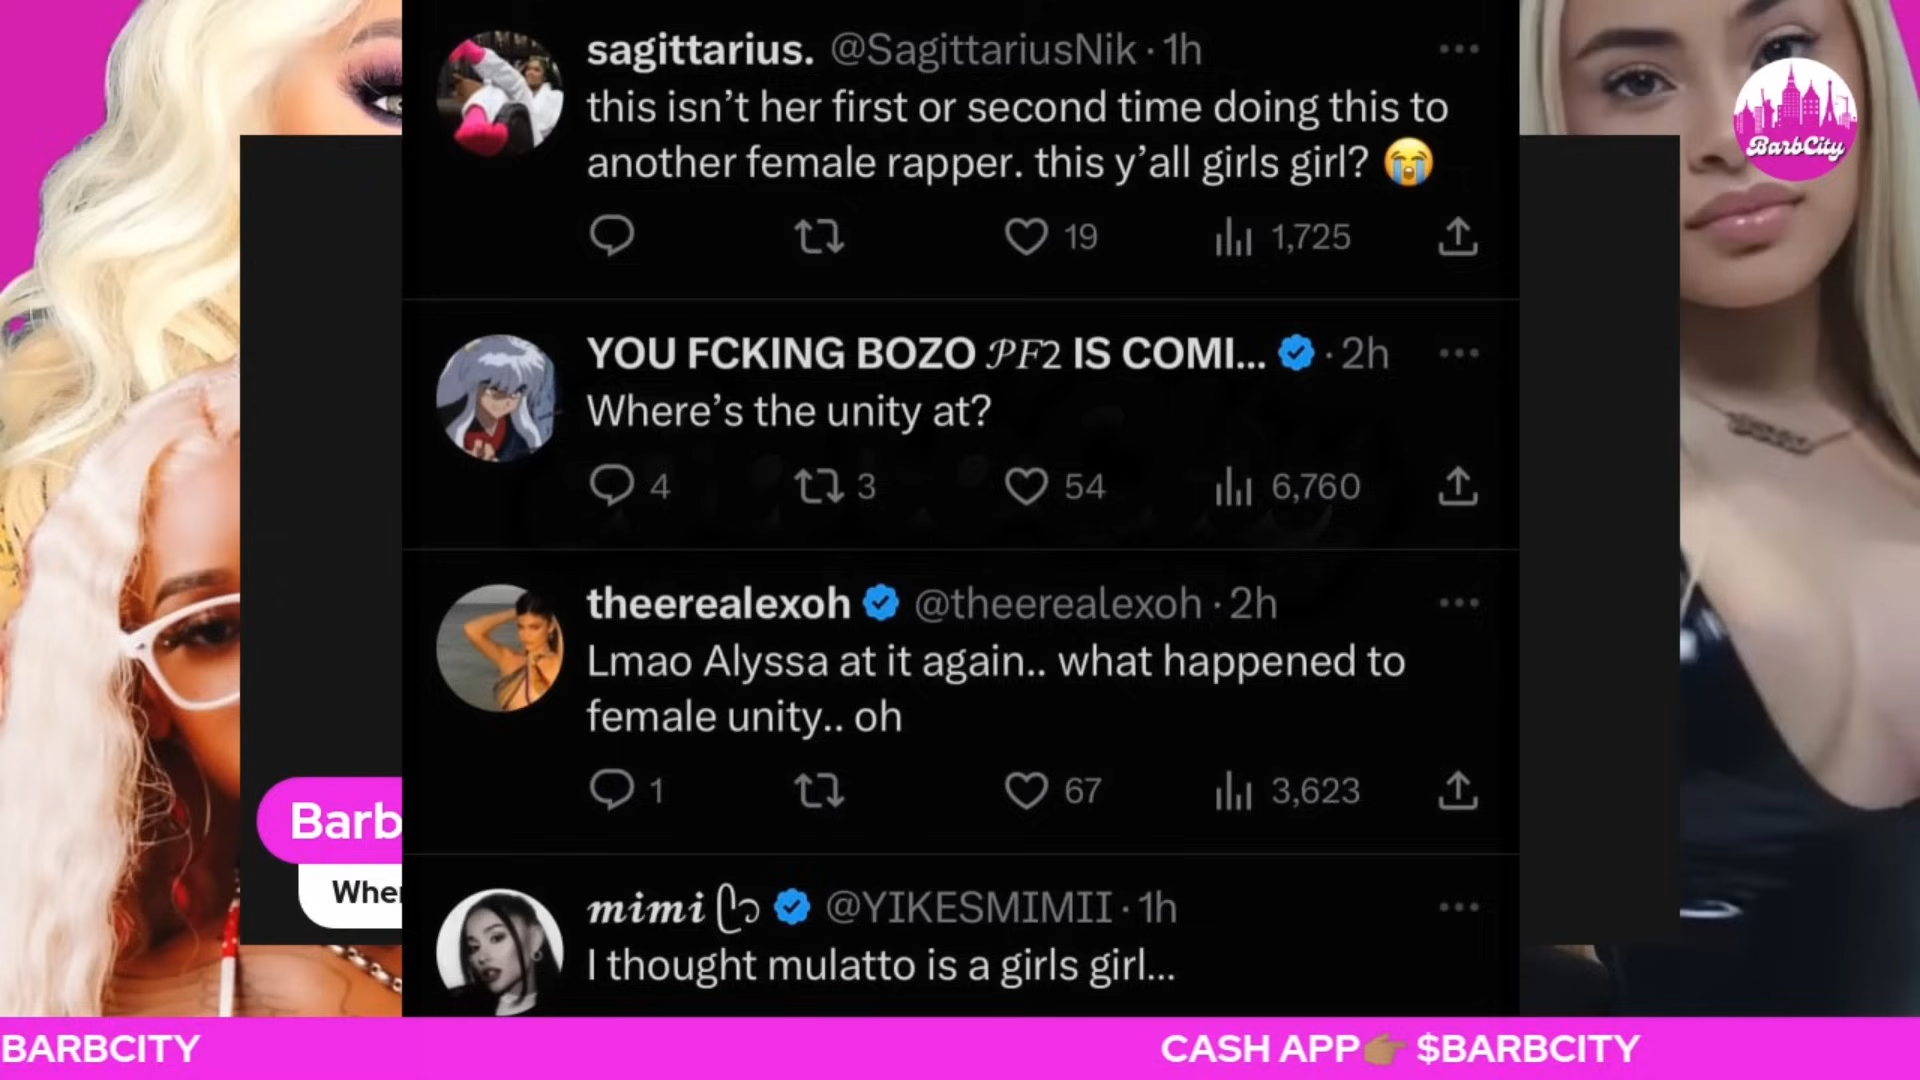 sagittarius. @SagittariusNik · 1h
this isn’t her first or second time doing this to
another female rapper. this y’all girls girl? 😭
19 1,725
BarbCity
YOU FCKING BOZO 𝒫𝐹2 IS COMI... · 2h
Where’s the unity at?
4 3 54 6,760
theerealexoh @theerealexoh · 2h
Lmao Alyssa at it again.. what happened to
female unity.. oh
1 67 3,623
Barb
Wher
𝒎𝒊𝒎𝒊 @YIKESMIMII · 1h
I thought mulatto is a girls girl...
BARBCITY CASH APP👉🏽 $BARBCITY